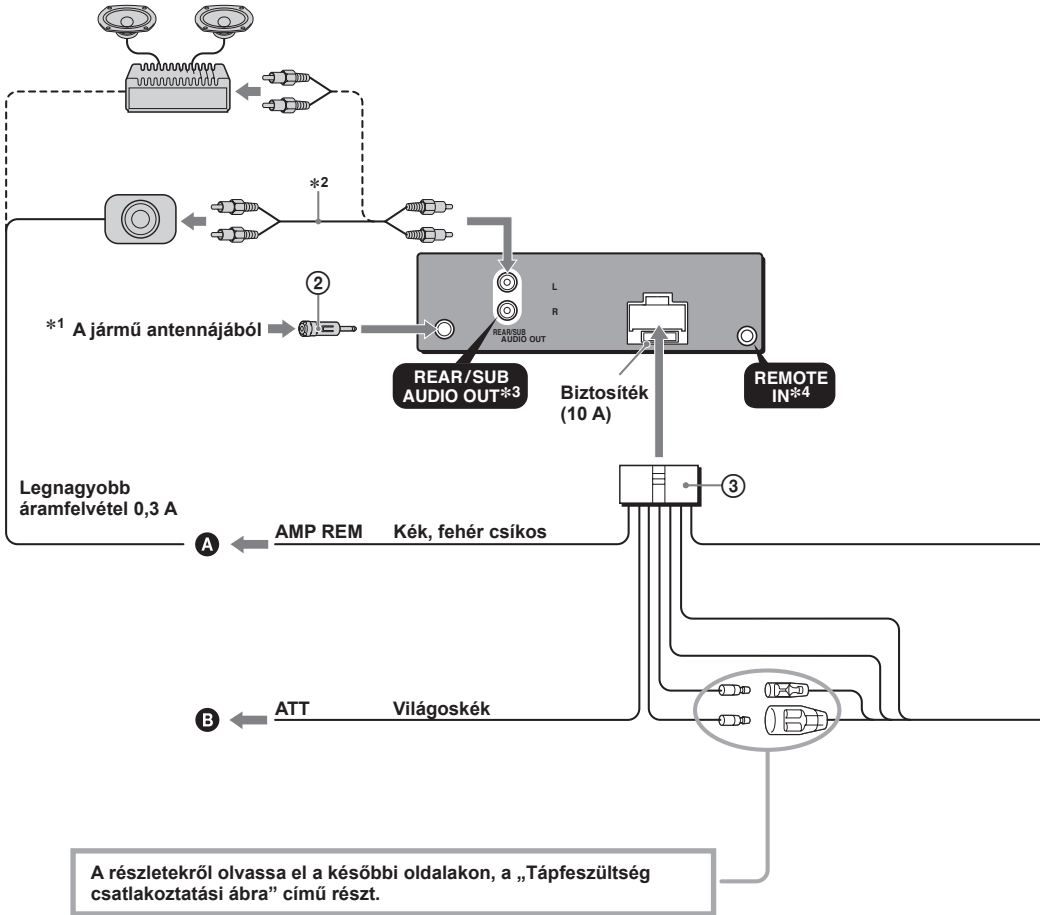 *2
②
L
R
*1 A jármű antennájából
REAR/SUB
AUDIO OUT
REAR/SUB
AUDIO OUT*3
Biztosíték
(10 A)
REMOTE
IN*4
③
Legnagyobb
áramfelvétel 0,3 A
A AMP REM Kék, fehér csíkos
B ATT Világoskék
A részletekről olvassa el a későbbi oldalakon, a „Tápfeszültség
csatlakoztatási ábra” című részt.